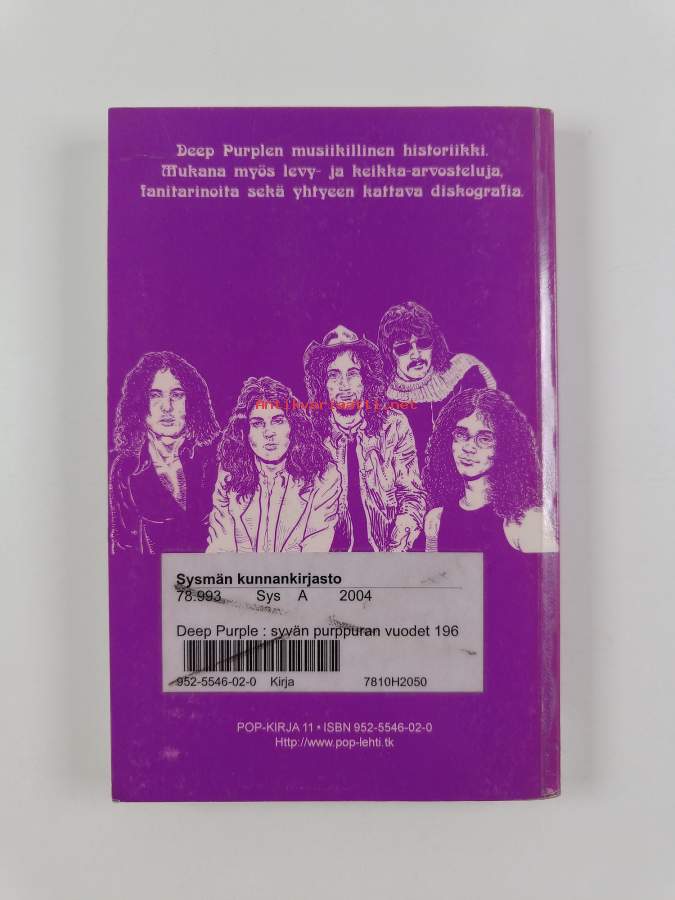 Deep Purplen musiikillinen historiikki.
Mukana myös levy- ja keikka-arvosteluja,
fanitarinoita sekä yhtyeen kattava diskografia.
Antikvariaatti.net
Sysmän kunnankirjasto
78.993 Sys A 2004
Deep Purple : syvän purppuran vuodet 196
952-5546-02-0 Kirja 7810H2050
POP-KIRJA 11 • ISBN 952-5546-02-0
Http://www.pop-lehti.tk